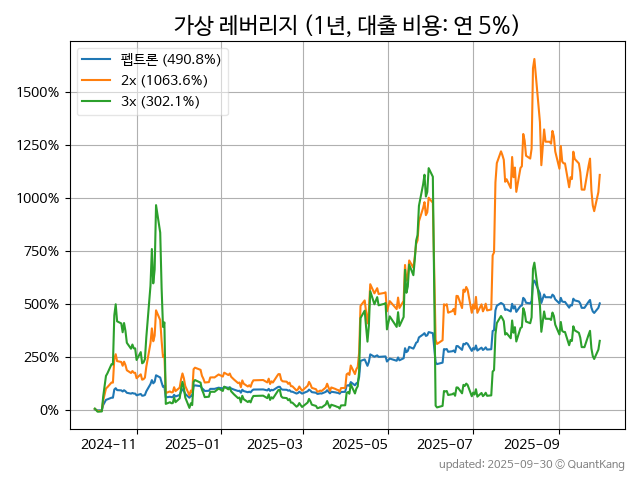 가상 레버리지 (1년, 대출 비용: 연 5%)
펩트론 (490.8%)
2x (1063.6%)
3x (302.1%)
1500%
1250%
1000%
750%
500%
250%
0%
2024-11
2025-01
2025-03
2025-05
2025-07
2025-09
updated: 2025-09-30 © QuantKang